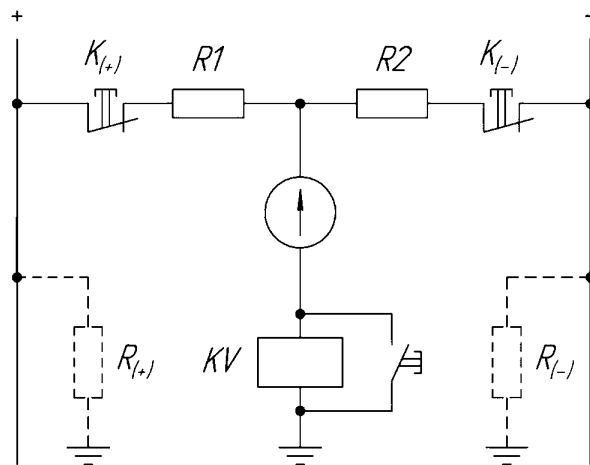 + -
K(+) R1 R2 K(-)
R(+) KV R(-)